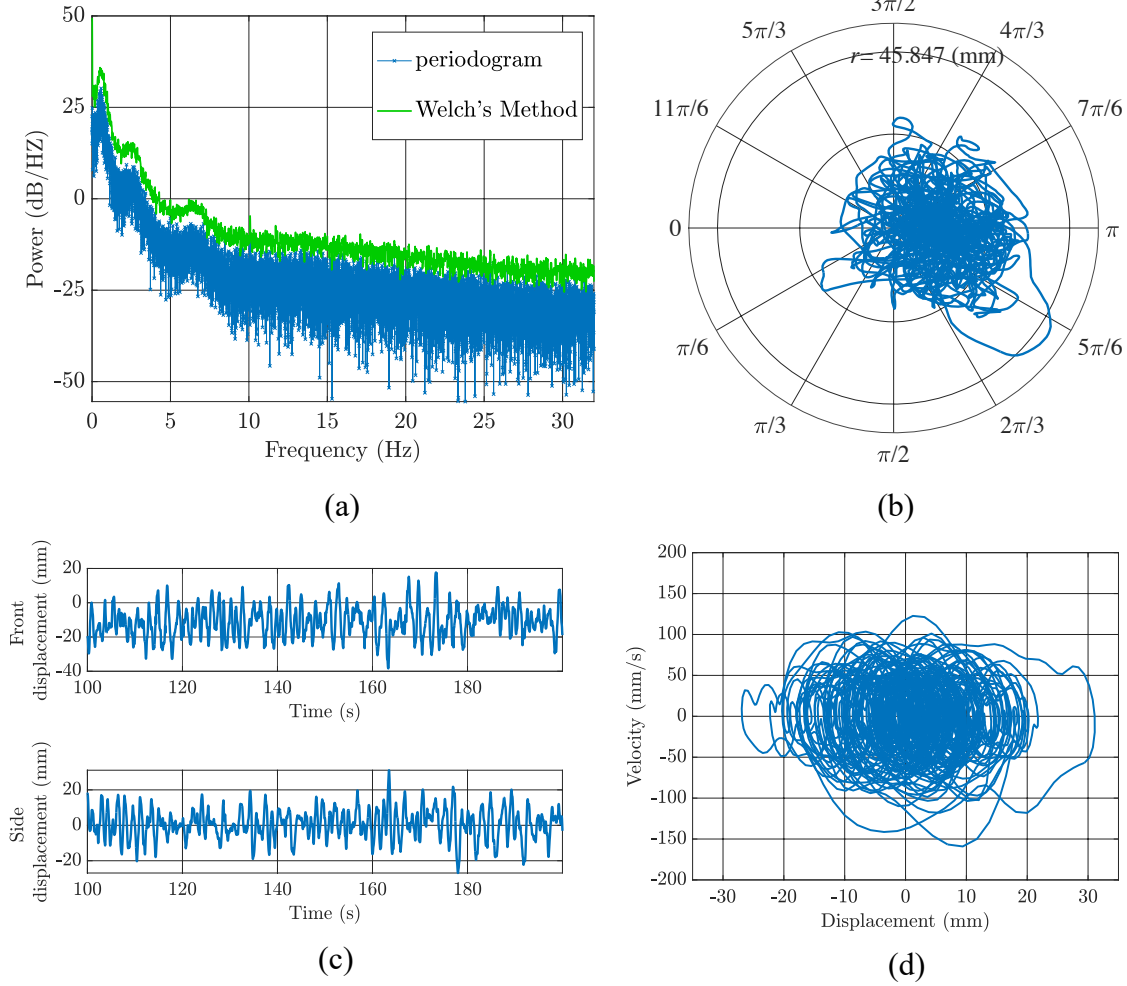 50
25
0
-25
-50
Power (dB/HZ)
periodogram
Welch's Method
0 5 10 15 20 25 30
Frequency (Hz)
(a)
3π/2
5π/3 4π/3
r= 45.847 (mm)
11π/6 7π/6
0 π
π/6 5π/6
π/3 2π/3
π/2
(b)
Front
displacement (mm)
20
0
-20
-40
100 120 140 160 180
Time (s)
Side
displacement (mm)
20
0
-20
100 120 140 160 180
Time (s)
(c)
Velocity (mm/s)
200
150
100
50
0
-50
-100
-150
-200
-30 -20 -10 0 10 20 30
Displacement (mm)
(d)